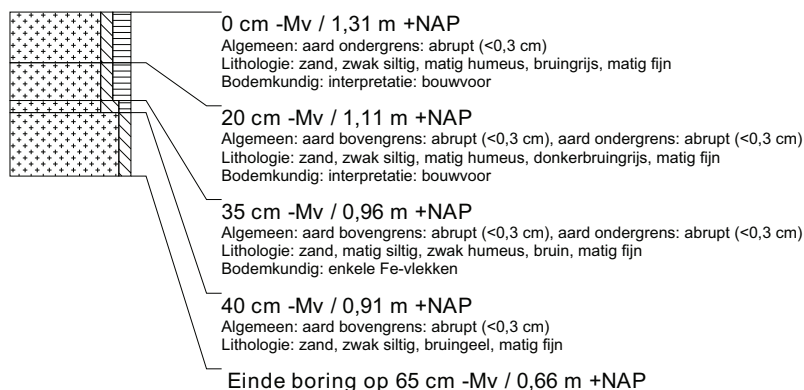 0 cm -Mv / 1,31 m +NAP
Algemeen: aard ondergrens: abrupt (<0,3 cm)
Lithologie: zand, zwak siltig, matig humeus, bruingrijs, matig fijn
Bodemkundig: interpretatie: bouwvoor
20 cm -Mv / 1,11 m +NAP
Algemeen: aard bovengrens: abrupt (<0,3 cm), aard ondergrens: abrupt (<0,3 cm)
Lithologie: zand, zwak siltig, matig humeus, donkerbruingrijs, matig fijn
Bodemkundig: interpretatie: bouwvoor
35 cm -Mv / 0,96 m +NAP
Algemeen: aard bovengrens: abrupt (<0,3 cm), aard ondergrens: abrupt (<0,3 cm)
Lithologie: zand, matig siltig, zwak humeus, bruin, matig fijn
Bodemkundig: enkele Fe-vlekken
40 cm -Mv / 0,91 m +NAP
Algemeen: aard bovengrens: abrupt (<0,3 cm)
Lithologie: zand, zwak siltig, bruingeel, matig fijn
Einde boring op 65 cm -Mv / 0,66 m +NAP